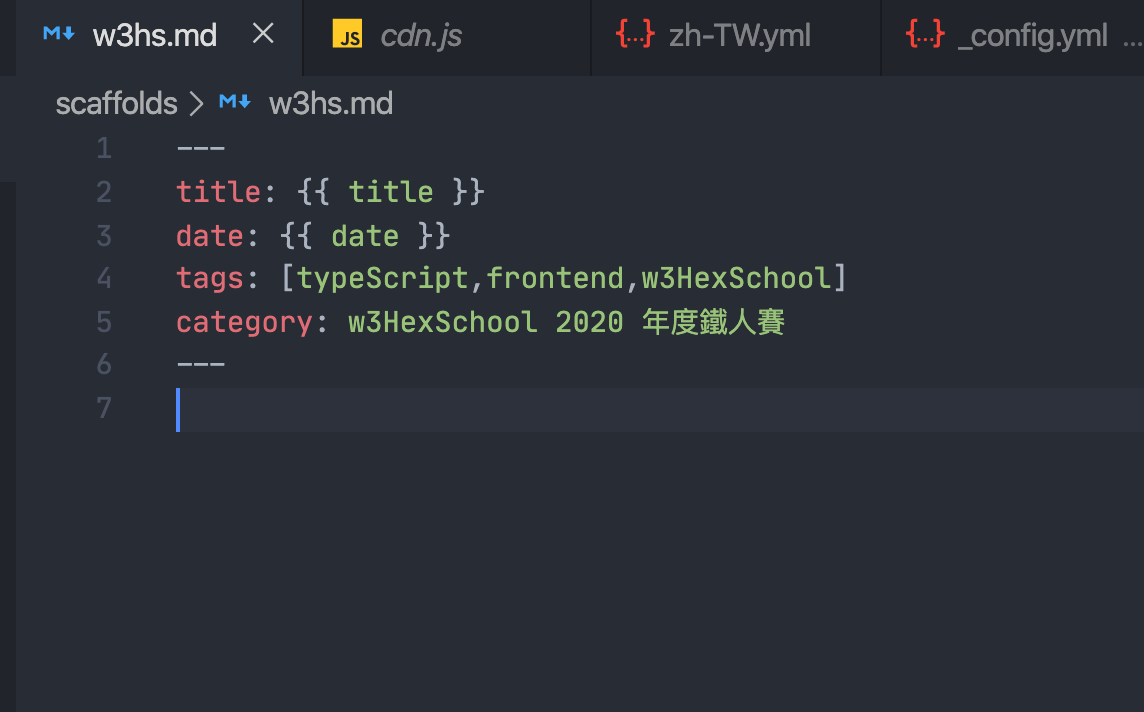 w3hs.md
JS cdn.js
{...} zh-TW.yml
{...} _config.yml ...
scaffolds > w3hs.md
1 ---
2 title: {{ title }}
3 date: {{ date }}
4 tags: [typeScript,frontend,w3HexSchool]
5 category: w3HexSchool 2020 年度鐵人賽
6 ---
7